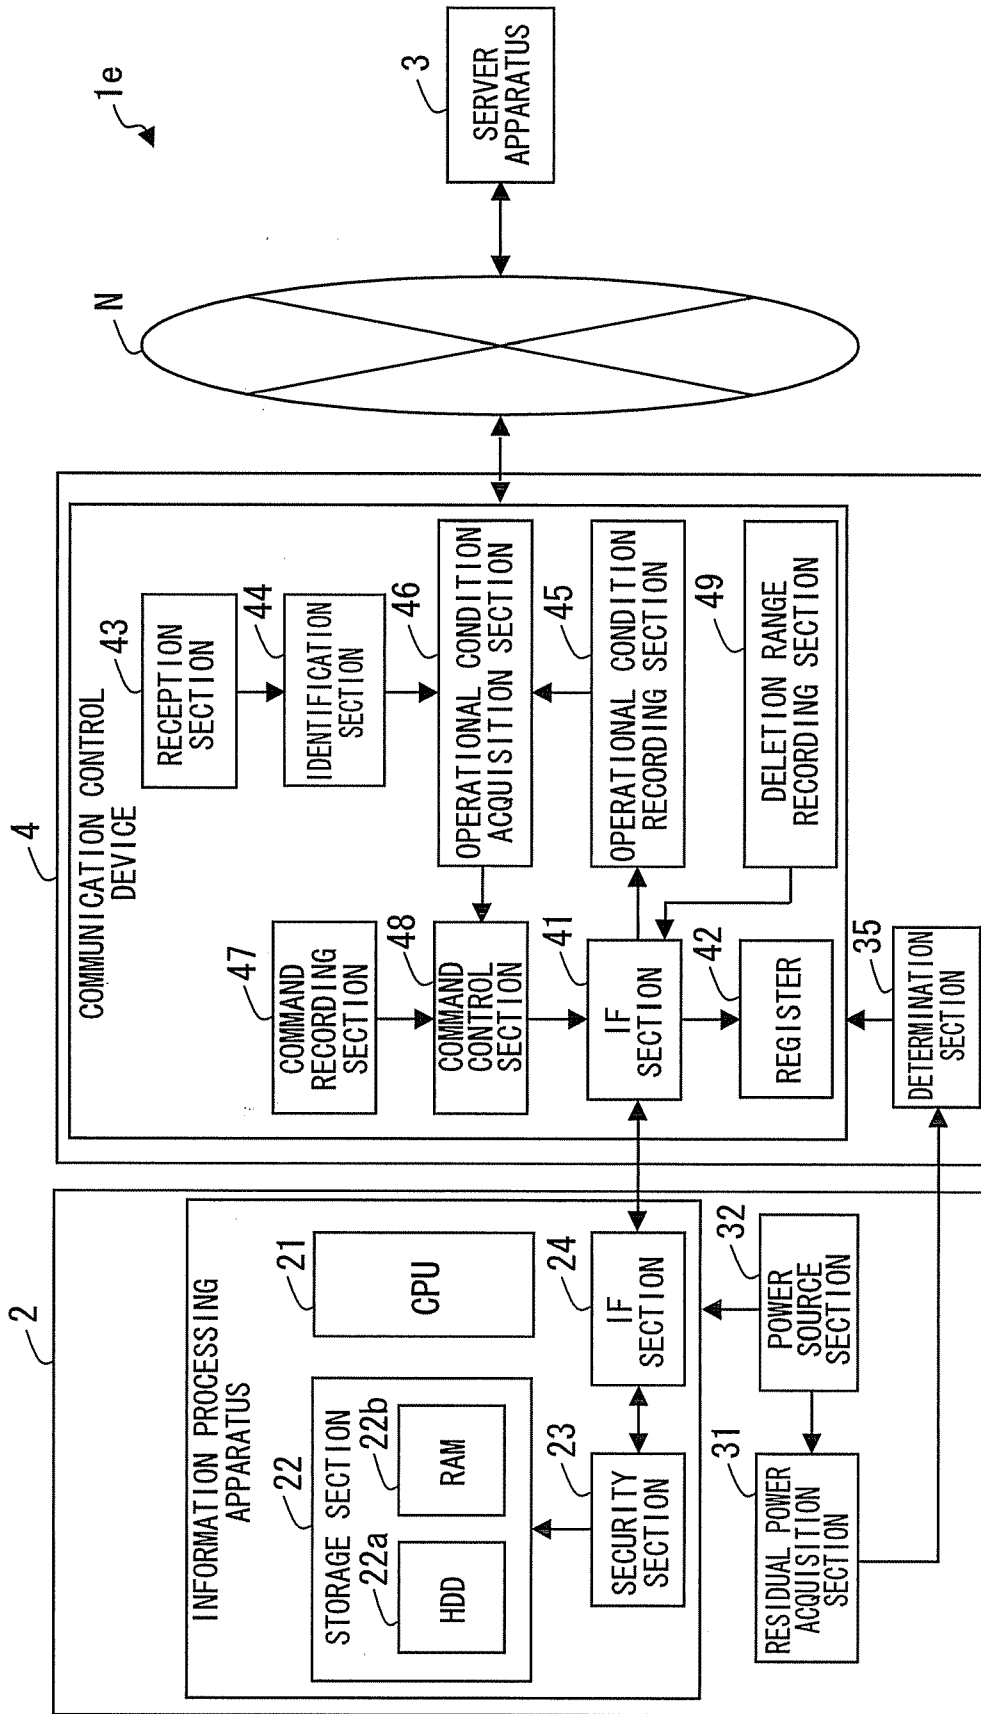 1e
2
INFORMATION PROCESSING
APPARATUS
22
STORAGE SECTION
22a
HDD
22b
RAM
21
CPU
23
SECURITY
SECTION
24
IF
SECTION
31
RESIDUAL POWER
ACQUISITION
SECTION
32
POWER
SOURCE
SECTION
4
COMMUNICATION CONTROL
DEVICE
47
COMMAND
RECORDING
SECTION
43
RECEPTION
SECTION
44
IDENTIFICATION
SECTION
48
COMMAND
CONTROL
SECTION
46
OPERATIONAL CONDITION
ACQUISITION SECTION
41
IF
SECTION
45
OPERATIONAL CONDITION
RECORDING SECTION
42
REGISTER
49
DELETION RANGE
RECORDING SECTION
35
DETERMINATION
SECTION
N
3
SERVER
APPARATUS